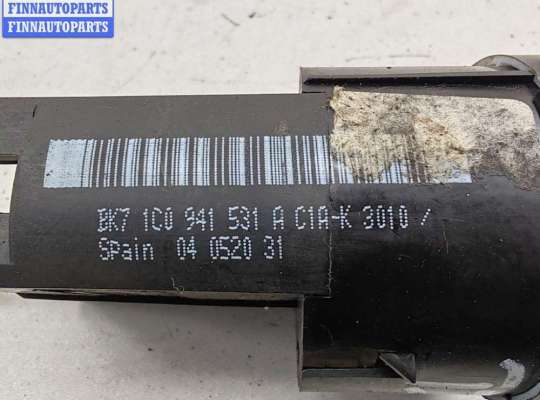 FINNAUTOPARTS
FINNAUTOPARTS
BK7 1C0 941 531 A C1A-K 3010 /
Spain 04 0520 31